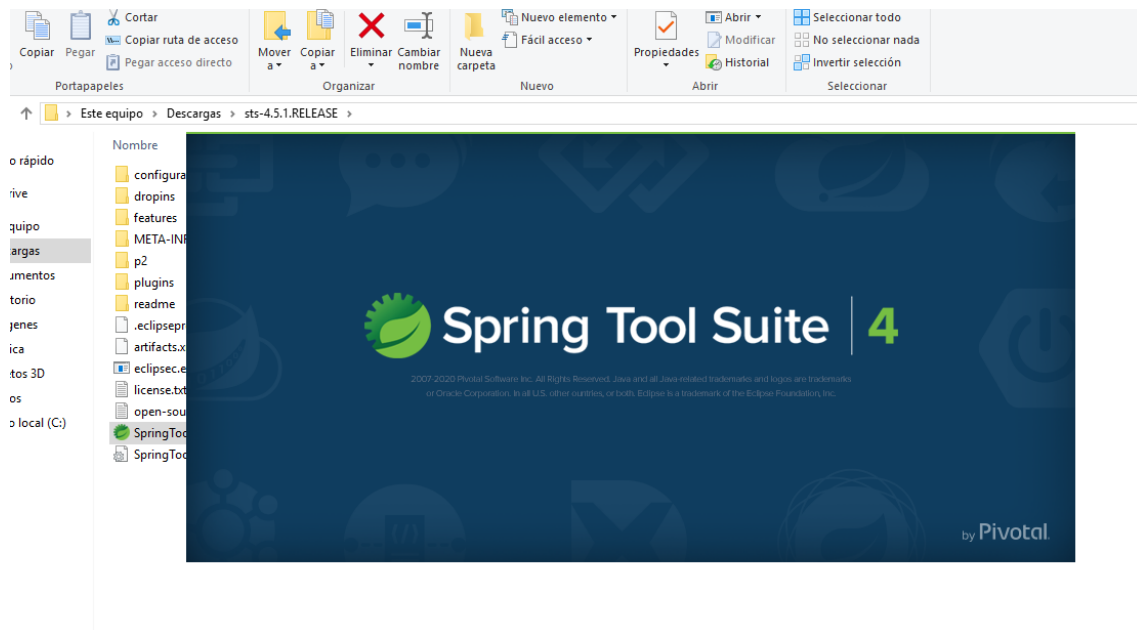 Cortar
Copiar ruta de acceso
Pegar acceso directo
Copiar
Pegar
Portapapeles
Mover a
Copiar a
Eliminar
Cambiar nombre
Organizar
Nueva carpeta
Nuevo elemento
Fácil acceso
Nuevo
Propiedades
Abrir
Modificar
Historial
Abrir
Seleccionar todo
No seleccionar nada
Invertir selección
Seleccionar
Este equipo > Descargas > sts-4.5.1.RELEASE >
o rápido
rive
quipo
cargas
umentos
torio
genes
ica
tos 3D
os
o local (C:)
Nombre
configura
dropins
features
META-INF
p2
plugins
readme
.eclipsepr
artifacts.x
eclipsec.e
license.txt
open-sou
SpringToo
SpringToo
Spring Tool Suite 4
2007-2020 Pivotal Software Inc. All Rights Reserved. Java and all Java-related trademarks and logos are trademarks
or Oracle Corporation. In all U.S. other ountries, or both. Eclipse is a trademark of the Eclipse Foundation, Inc.
by Pivotal.